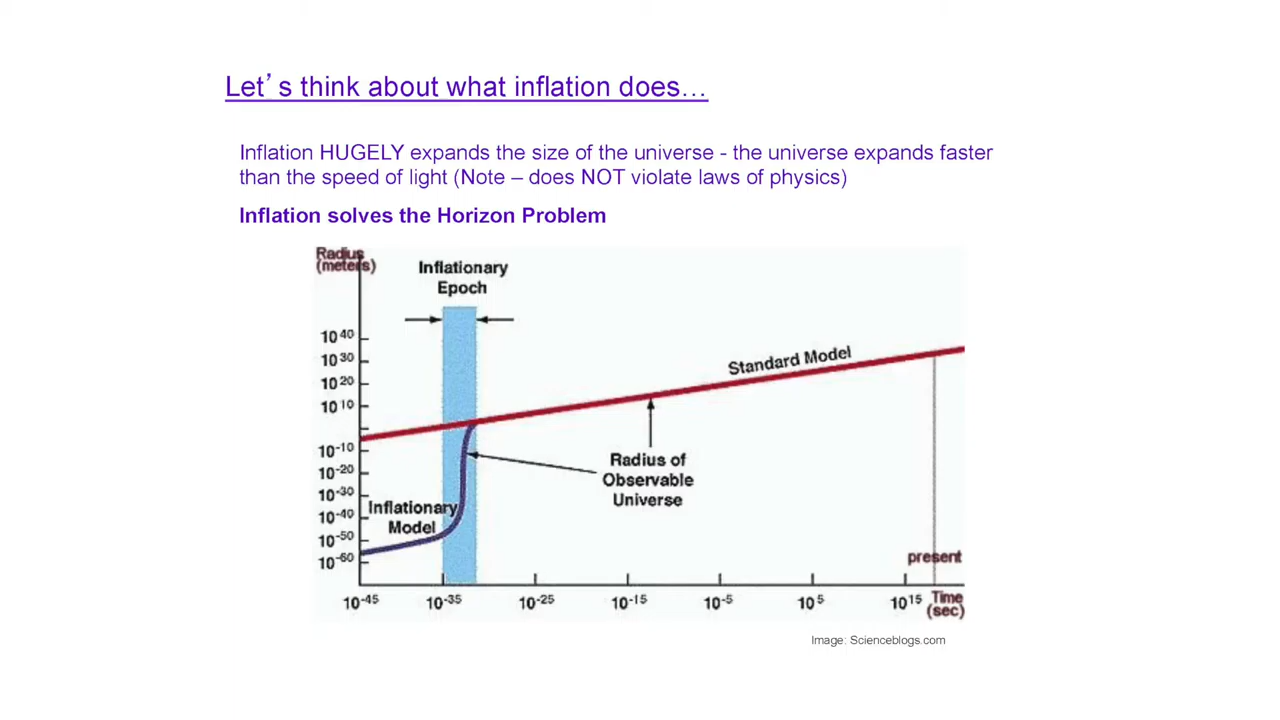 Let’s think about what inflation does…
Inflation HUGELY expands the size of the universe - the universe expands faster
than the speed of light (Note – does NOT violate laws of physics)
Inflation solves the Horizon Problem
Radius
(meters)
Inflationary
Epoch
10^40
10^30
10^20
10^10
10^-10
10^-20
10^-30
10^-40
10^-50
10^-60
Standard Model
Radius of
Observable
Universe
Inflationary
Model
present
10^-45 10^-35 10^-25 10^-15 10^-5 10^5 10^15 Time
(sec)
Image: Scienceblogs.com